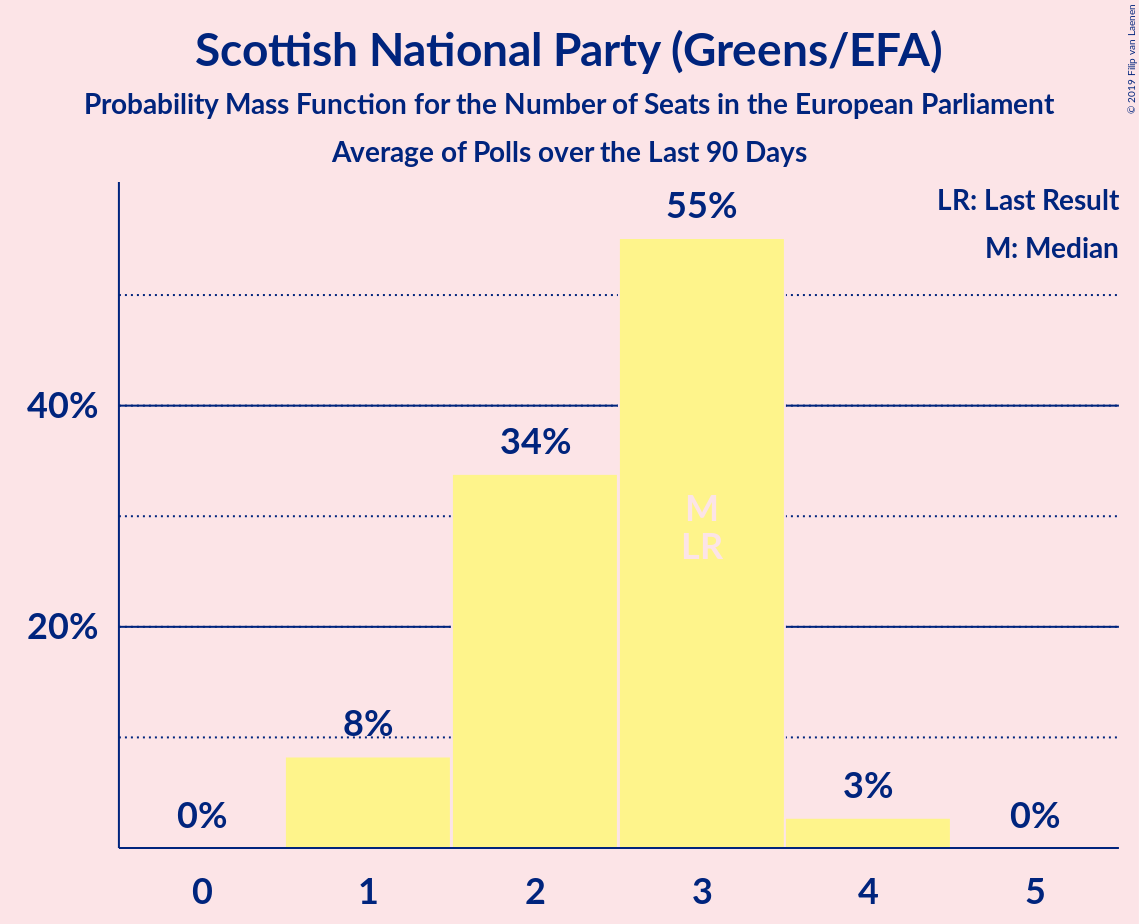 Scottish National Party (Greens/EFA)
Probability Mass Function for the Number of Seats in the European Parliament
Average of Polls over the Last 90 Days
© 2019 Filip van Laenen
LR: Last Result
M: Median
55%
40%
34%
M
LR
20%
8%
3%
0%
0%
0 1 2 3 4 5